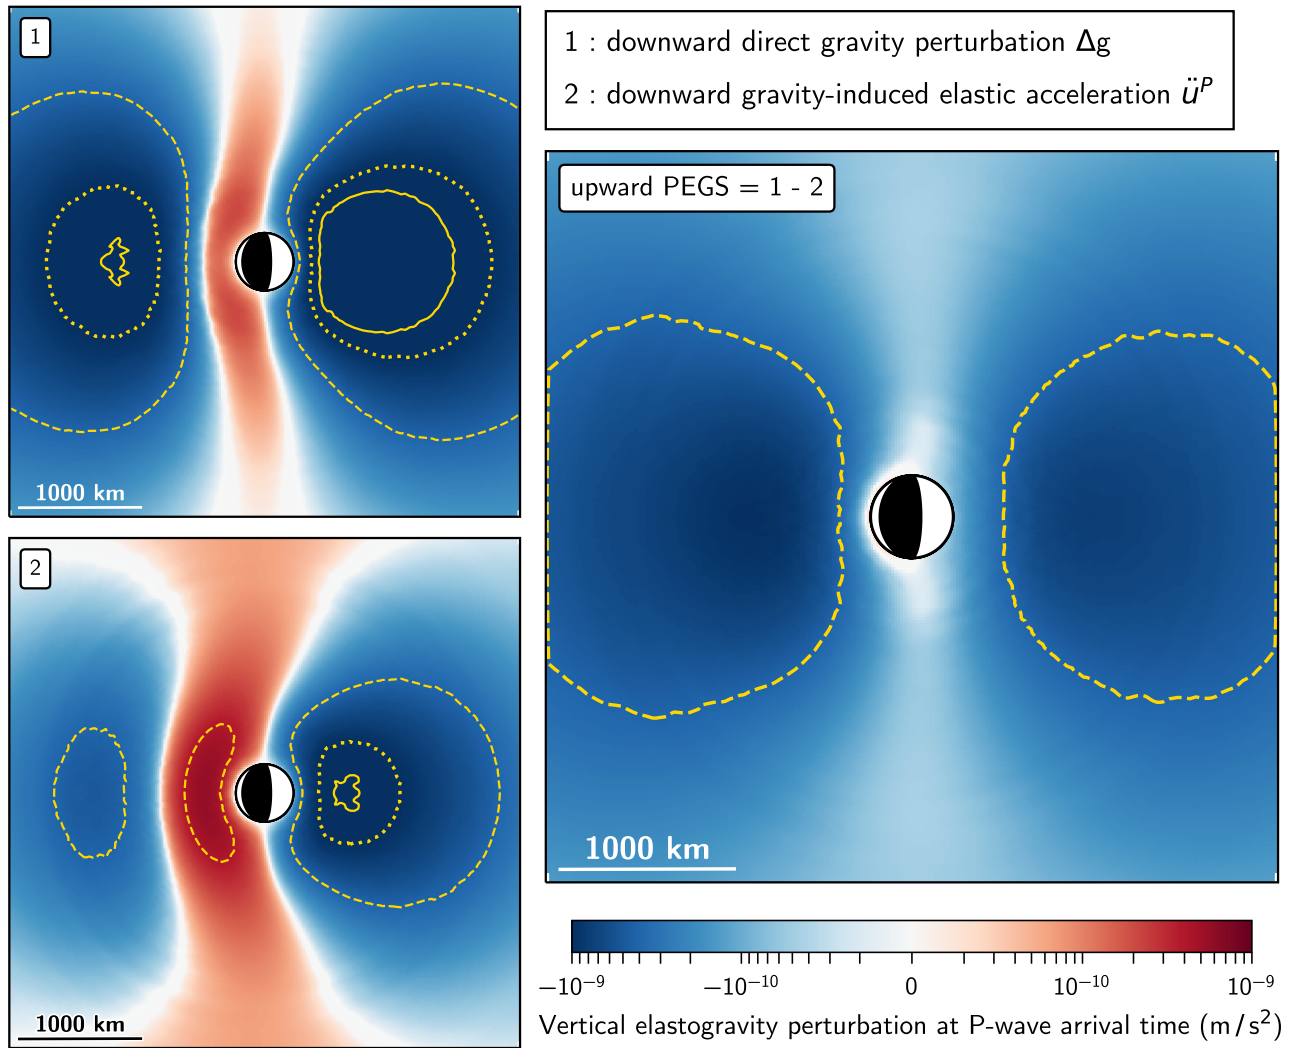 1
1 : downward direct gravity perturbation Δg
2 : downward gravity-induced elastic acceleration üᴾ
upward PEGS = 1 - 2
1000 km
2
1000 km
1000 km
−10⁻⁹ −10⁻¹⁰ 0 10⁻¹⁰ 10⁻⁹
Vertical elastogravity perturbation at P-wave arrival time (m/s²)